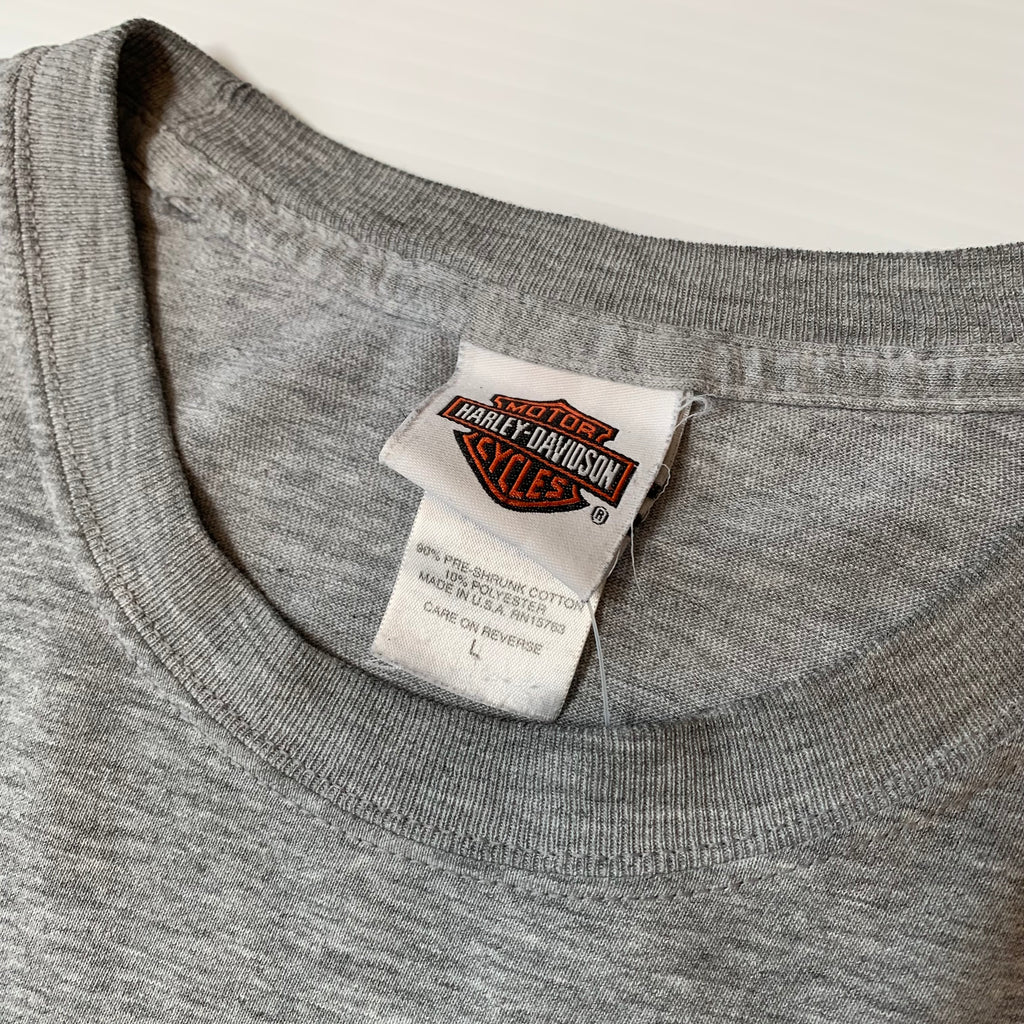 MOTOR
HARLEY-DAVIDSON
CYCLES
®
90% PRE-SHRUNK COTTON
10% POLYESTER
MADE IN U.S.A. RN15763
CARE ON REVERSE
L